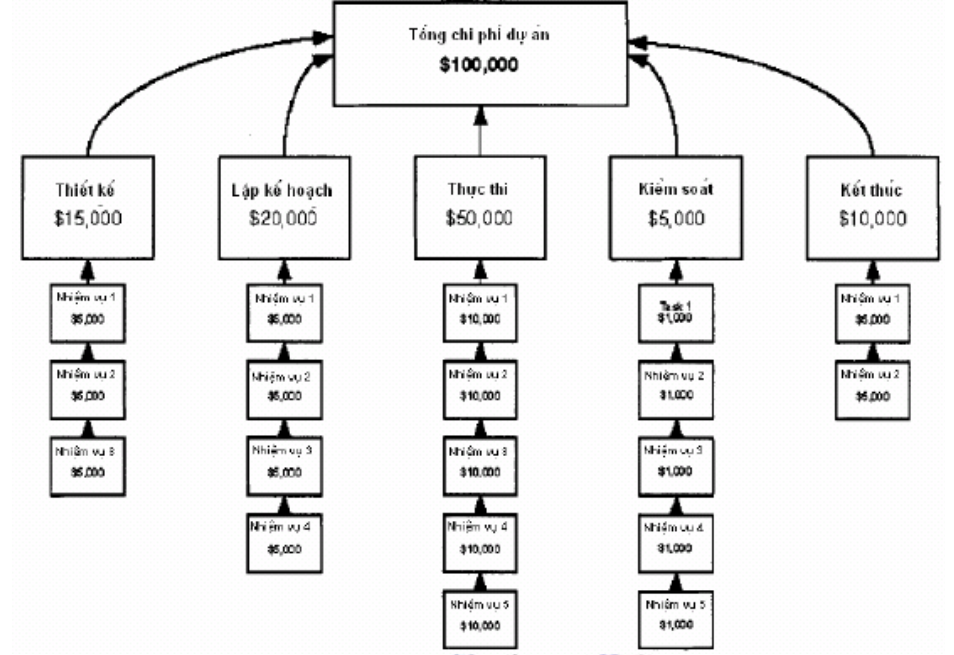 Tổng chi phí dự án
$100,000
Thiết kế
$15,000
Lập kế hoạch
$20,000
Thực thi
$50,000
Kiểm soát
$5,000
Kết thúc
$10,000
Nhiệm vụ 1
$5,000
Nhiệm vụ 2
$5,000
Nhiệm vụ 3
$5,000
Nhiệm vụ 1
$5,000
Nhiệm vụ 2
$5,000
Nhiệm vụ 3
$5,000
Nhiệm vụ 4
$5,000
Nhiệm vụ 1
$10,000
Nhiệm vụ 2
$10,000
Nhiệm vụ 3
$10,000
Nhiệm vụ 4
$10,000
Nhiệm vụ 5
$10,000
Task 1
$1,000
Nhiệm vụ 2
$1,000
Nhiệm vụ 3
$1,000
Nhiệm vụ 4
$1,000
Nhiệm vụ 5
$1,000
Nhiệm vụ 1
$5,000
Nhiệm vụ 2
$5,000